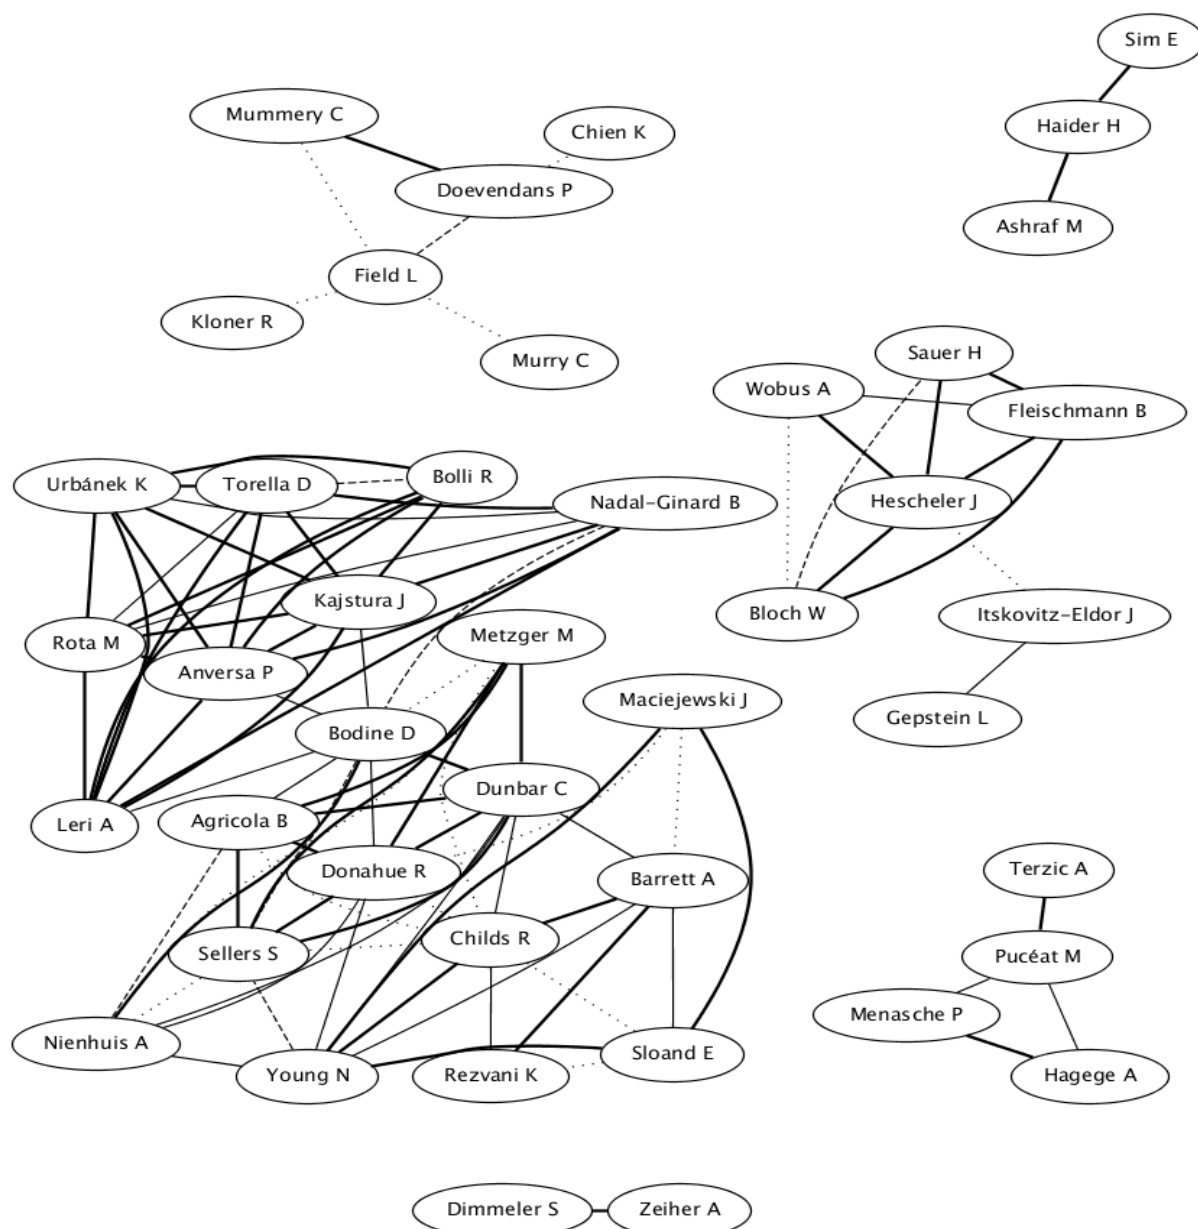 Sim E
Mummery C
Chien K
Haider H
Doevendans P
Ashraf M
Field L
Kloner R
Murry C
Sauer H
Wobus A
Fleischmann B
Urbánek K
Torella D
Bolli R
Nadal-Ginard B
Hescheler J
Kajstura J
Bloch W
Itskovitz-Eldor J
Rota M
Metzger M
Anversa P
Maciejewski J
Gepstein L
Bodine D
Dunbar C
Leri A
Agricola B
Donahue R
Barrett A
Terzic A
Sellers S
Childs R
Pucéat M
Menasche P
Nienhuis A
Young N
Rezvani K
Sloand E
Hagege A
Dimmeler S
Zeiher A